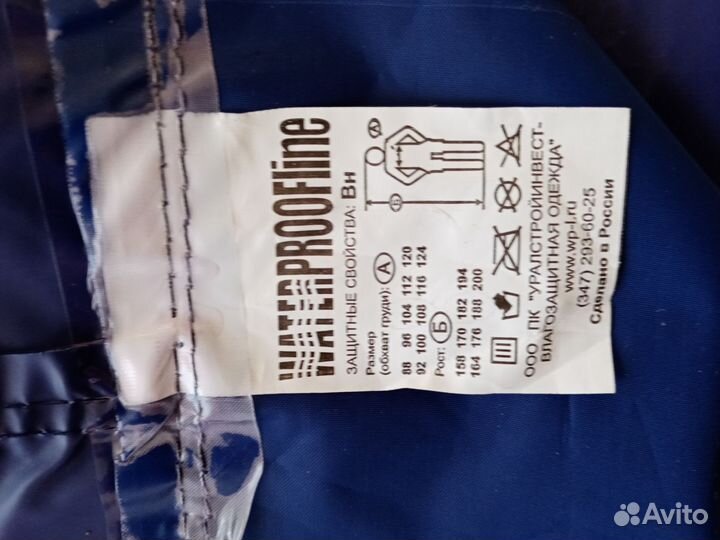 WATERPROOFline
ЗАЩИТНЫЕ СВОЙСТВА: Вн
Размер
(обхват груди): А
88 96 104 112 120
92 100 108 116 124
Рост: Б
158 170 182 194
164 176 188 200
А
Б
ООО ПК "УРАЛСТРОЙИНВЕСТ-
ВЛАГОЗАЩИТНАЯ ОДЕЖДА"
www.wp-l.ru
(347) 293-60-25
Сделано в России
Avito